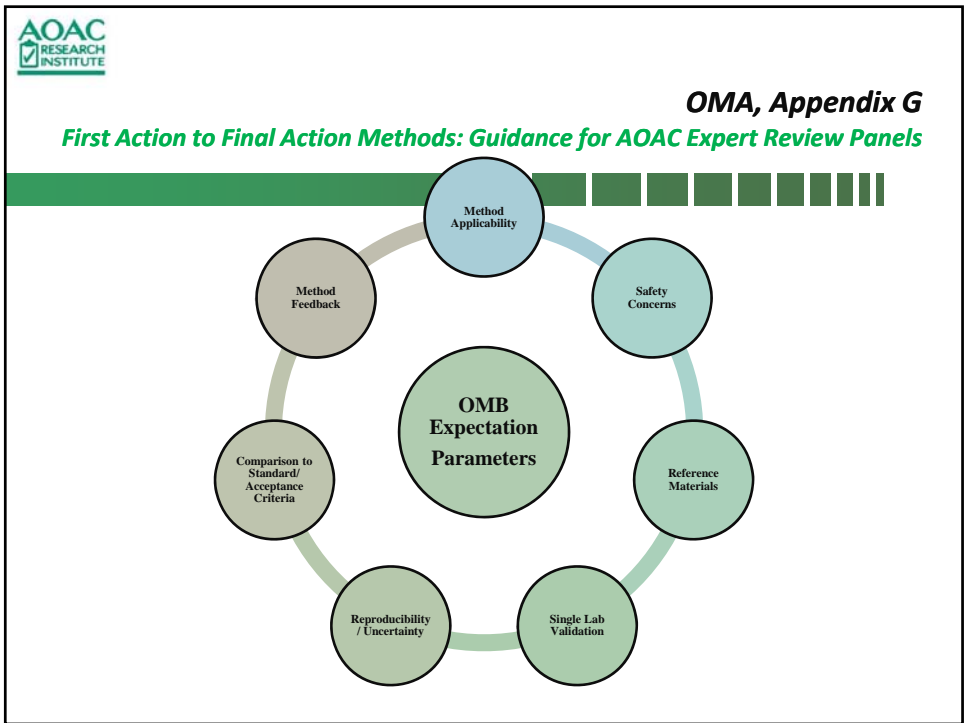 AOAC
RESEARCH
INSTITUTE
OMA, Appendix G
First Action to Final Action Methods: Guidance for AOAC Expert Review Panels
Method
Applicability
Safety
Concerns
Reference
Materials
Single Lab
Validation
Reproducibility
/ Uncertainty
Comparison to
Standard/
Acceptance
Criteria
Method
Feedback
OMB
Expectation
Parameters